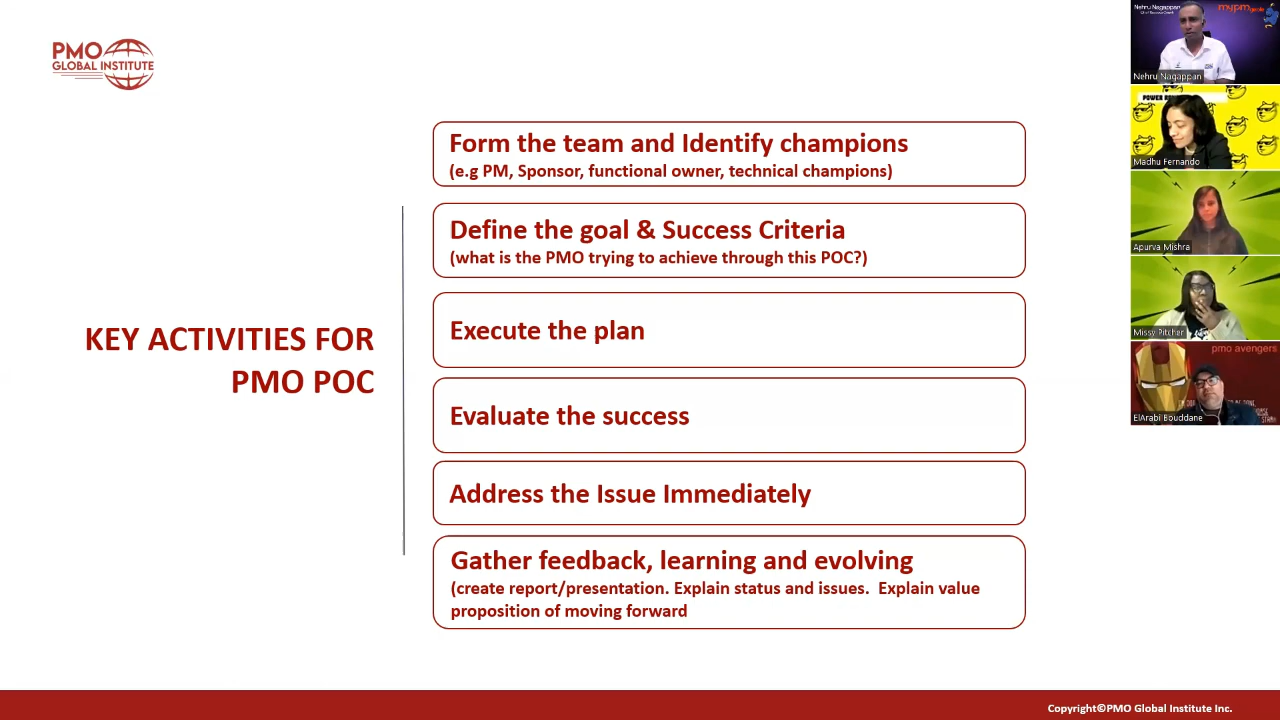 PMO
GLOBAL INSTITUTE
KEY ACTIVITIES FOR
PMO POC
Form the team and Identify champions
(e.g PM, Sponsor, functional owner, technical champions)
Define the goal & Success Criteria
(what is the PMO trying to achieve through this POC?)
Execute the plan
Evaluate the success
Address the Issue Immediately
Gather feedback, learning and evolving
(create report/presentation. Explain status and issues.  Explain value
proposition of moving forward
Nehru Nagappan
Nehru Nagappan
Madhu Fernando
Apurva Mishra
Missy Pitcher
pmo avengers
ElArabi Bouddane
Copyright©PMO Global Institute Inc.